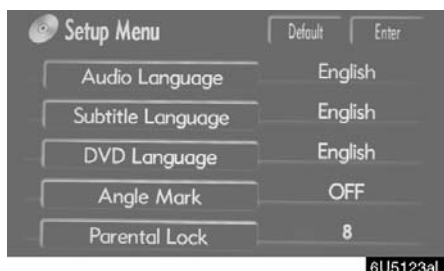 Setup Menu Default Enter
Audio Language English
Subtitle Language English
DVD Language English
Angle Mark OFF
Parental Lock 8
6U5123aL